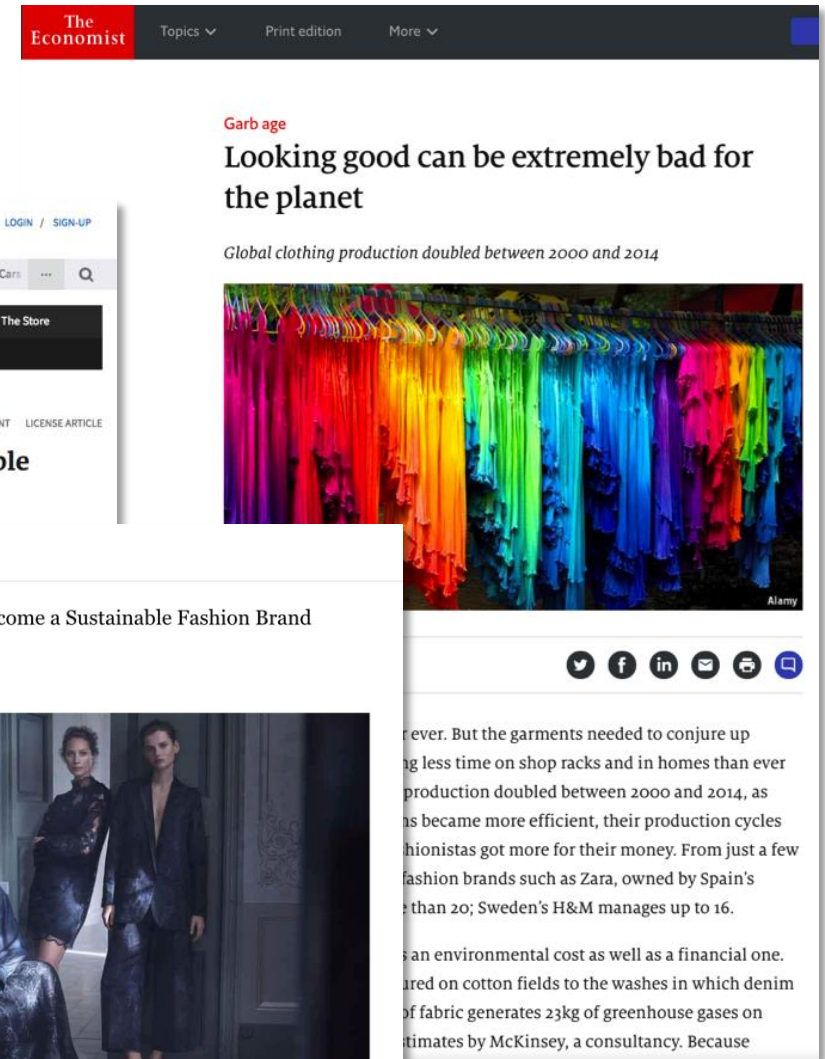 The
Economist
Topics
Print edition
More
Garb age
Looking good can be extremely bad for
the planet
Global clothing production doubled between 2000 and 2014
Alamy
LOGIN / SIGN-UP
Cars ...
The Store
LICENSE ARTICLE
come a Sustainable Fashion Brand
in
ever. But the garments needed to conjure up
less time on shop racks and in homes than ever
production doubled between 2000 and 2014, as
became more efficient, their production cycles
got more for their money. From just a few
fashion brands such as Zara, owned by Spain's
than 20; Sweden's H&M manages up to 16.
an environmental cost as well as a financial one.
on cotton fields to the washes in which denim
of fabric generates 23kg of greenhouse gases on
by McKinsey, a consultancy. Because